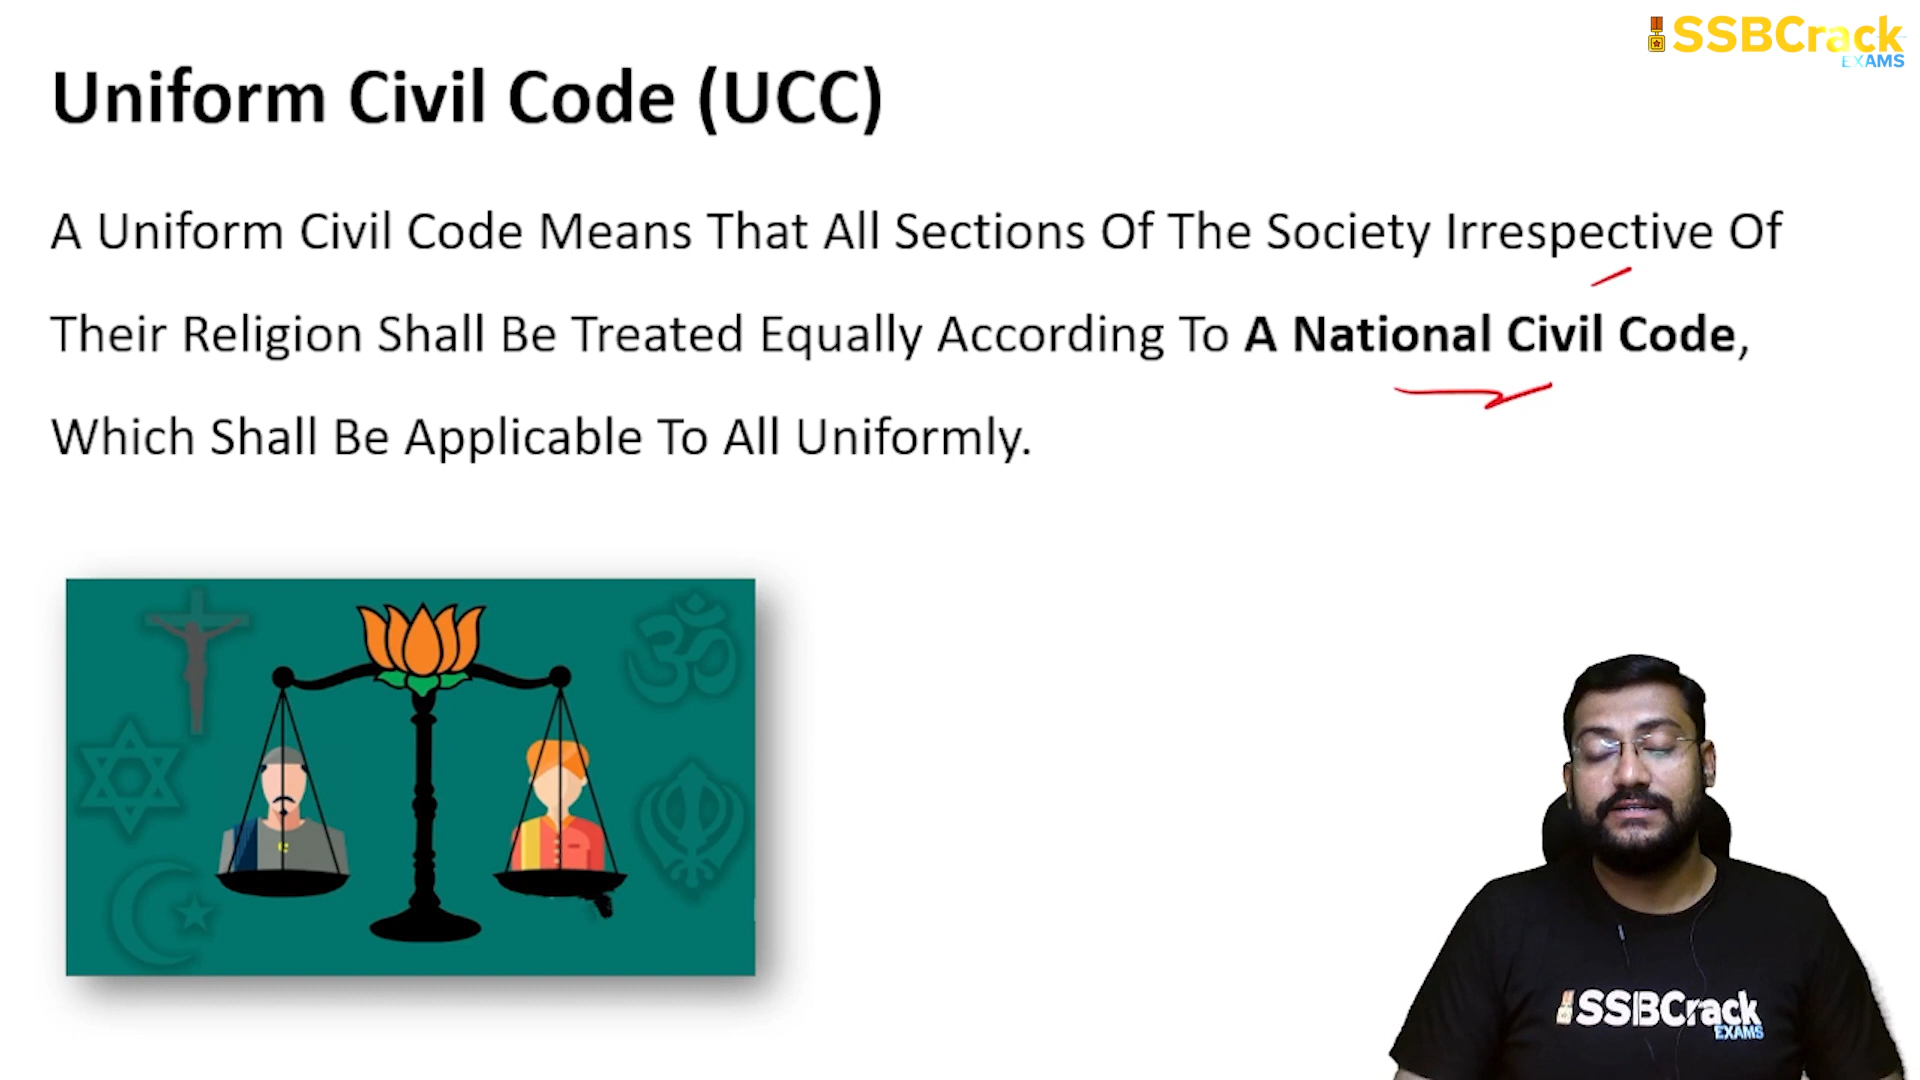 SSBCrack
EXAMS
Uniform Civil Code (UCC)
A Uniform Civil Code Means That All Sections Of The Society Irrespective Of
Their Religion Shall Be Treated Equally According To A National Civil Code,
Which Shall Be Applicable To All Uniformly.
ॐ
SSBCrack
EXAMS